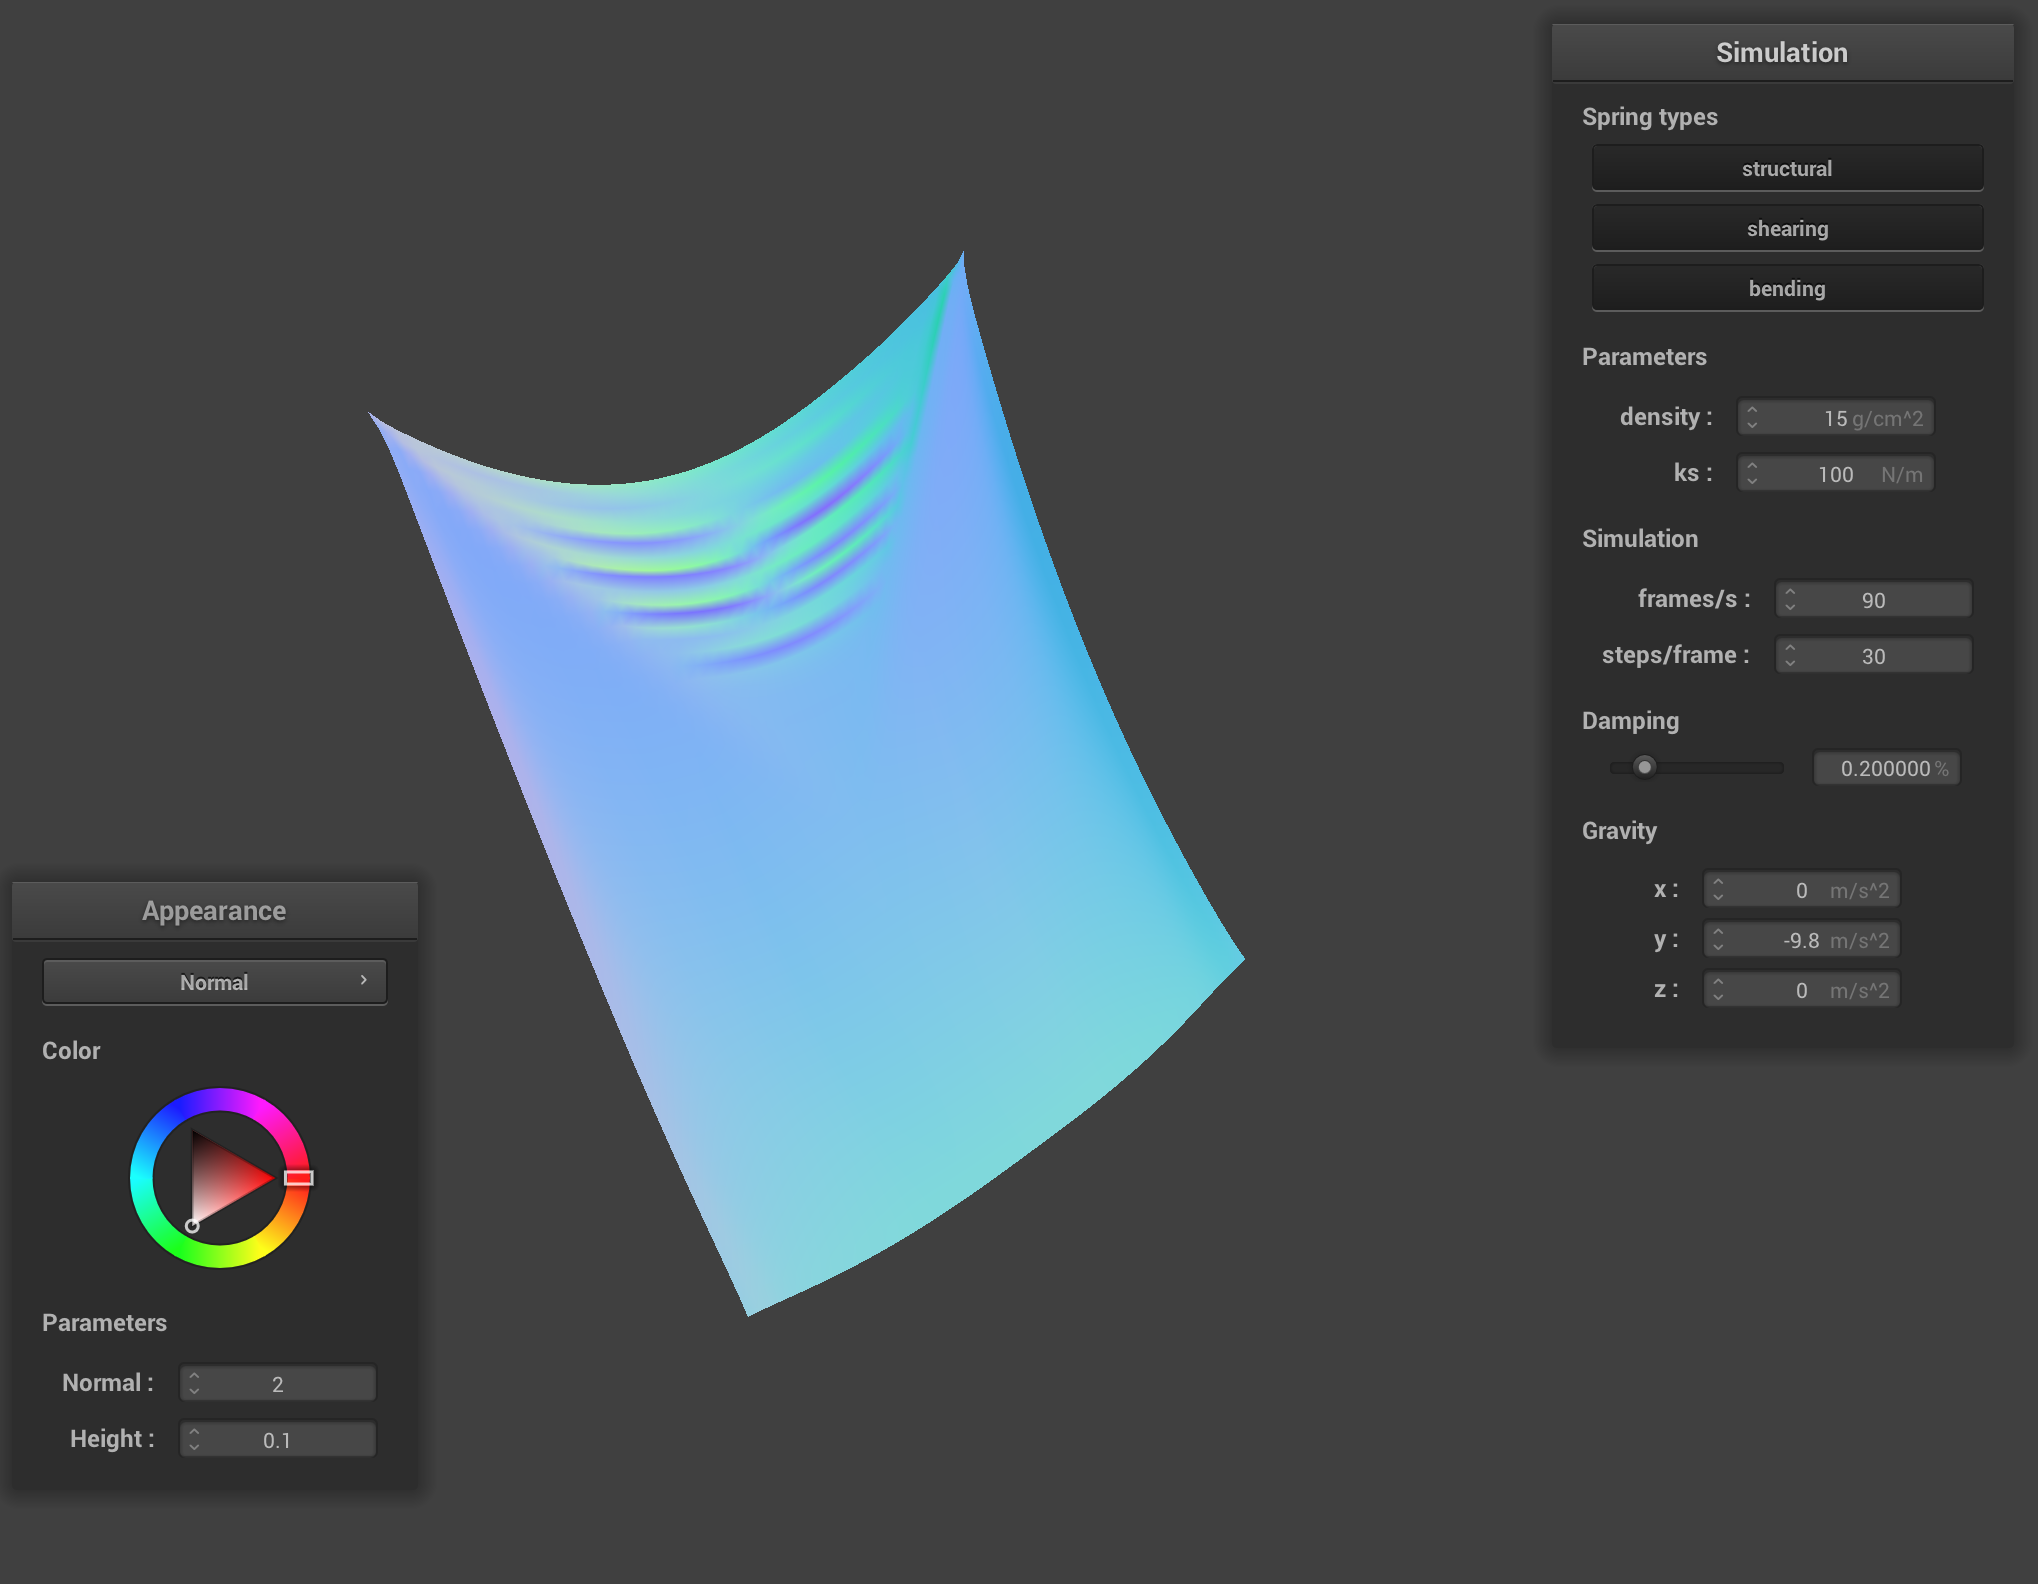 Simulation
Spring types
structural
shearing
bending
Parameters
density : 15 g/cm^2
ks : 100 N/m
Simulation
frames/s : 90
steps/frame : 30
Damping
0.200000 %
Gravity
x : 0 m/s^2
y : -9.8 m/s^2
z : 0 m/s^2
Appearance
Normal
Color
Parameters
Normal : 2
Height : 0.1